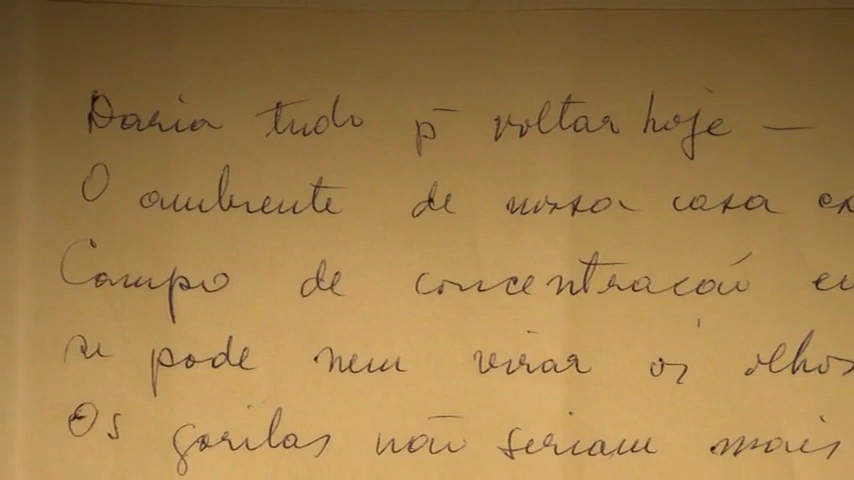 Daria tudo p̄ voltar hoje —
O ambiente de nossa casa
Campo de concentração
se pode nem virar os olhos
Os gorilas não seriam mais